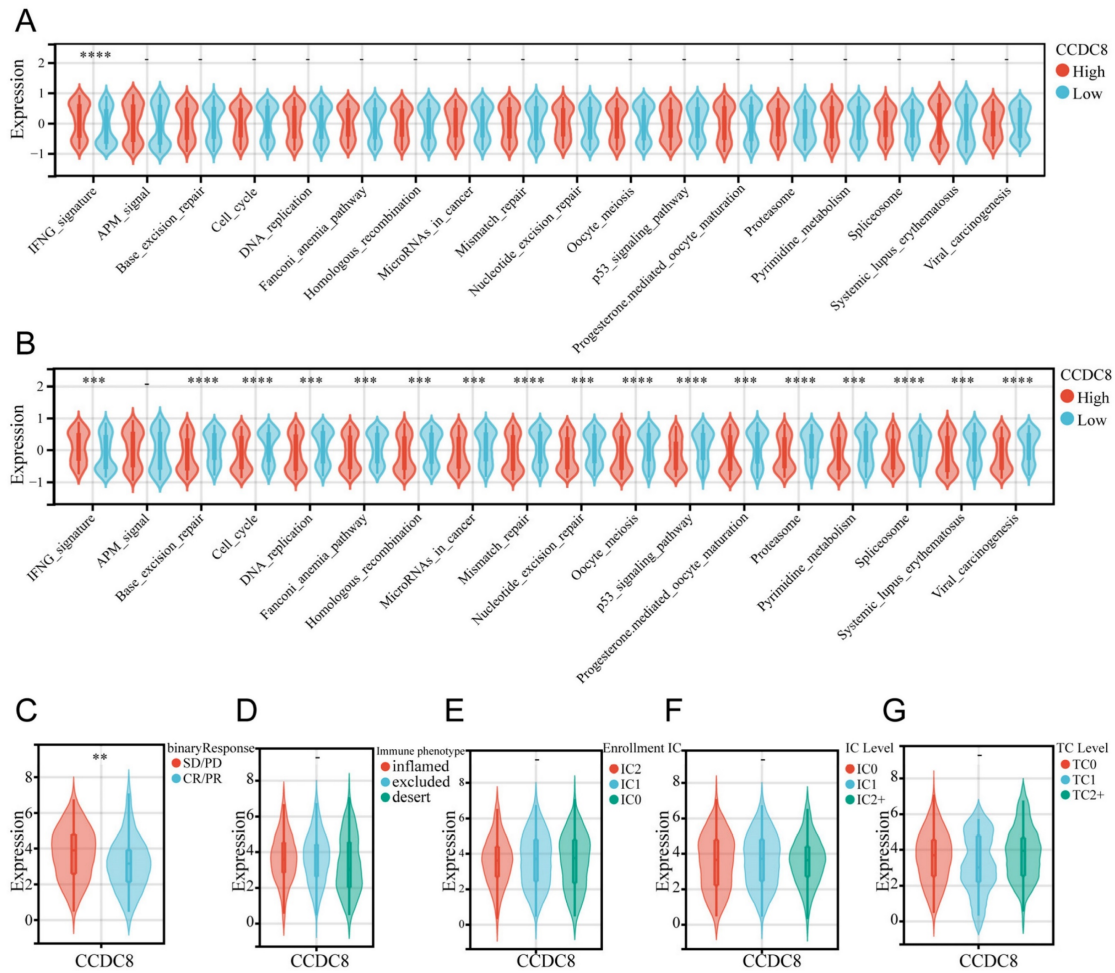 A
CCDC8
High
Low
Expression
2
1
0
−1
**** - - - - - - - - - - - - - - - - -
IFNG_signature
APM_signal
Base_excision_repair
Cell_cycle
DNA_replication
Fanconi_anemia_pathway
Homologous_recombination
MicroRNAs_in_cancer
Mismatch_repair
Nucleotide_excision_repair
Oocyte_meiosis
p53_signaling_pathway
Progesterone.mediated_oocyte_maturation
Proteasome
Pyrimidine_metabolism
Spliceosome
Systemic_lupus_erythematosus
Viral_carcinogenesis
B
CCDC8
High
Low
Expression
2
1
0
−1
*** - **** **** *** *** *** *** **** *** **** **** *** **** *** **** *** ****
IFNG_signature
APM_signal
Base_excision_repair
Cell_cycle
DNA_replication
Fanconi_anemia_pathway
Homologous_recombination
MicroRNAs_in_cancer
Mismatch_repair
Nucleotide_excision_repair
Oocyte_meiosis
p53_signaling_pathway
Progesterone.mediated_oocyte_maturation
Proteasome
Pyrimidine_metabolism
Spliceosome
Systemic_lupus_erythematosus
Viral_carcinogenesis
C
binaryResponse
SD/PD
CR/PR
**
Expression
8
6
4
2
0
CCDC8
D
Immune phenotype
inflamed
excluded
desert
-
Expression
8
6
4
2
0
CCDC8
E
Enrollment IC
IC2
IC1
IC0
-
Expression
8
6
4
2
0
CCDC8
F
IC Level
IC0
IC1
IC2+
-
Expression
8
6
4
2
0
CCDC8
G
TC Level
TC0
TC1
TC2+
-
Expression
8
6
4
2
0
CCDC8